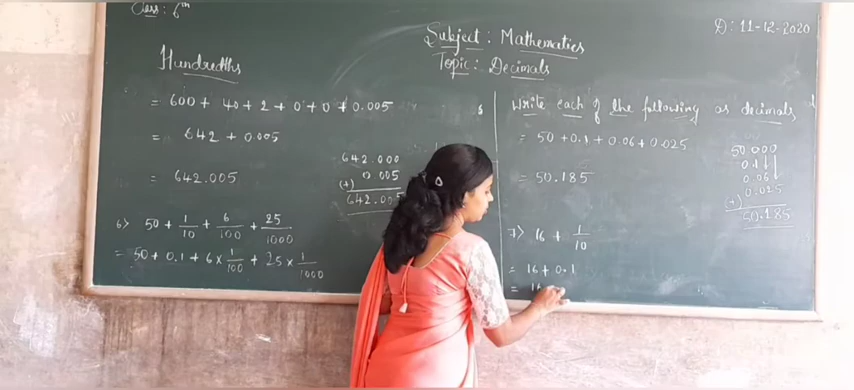 Class : 6th
Subject : Mathematics
D : 11-12-2020
Topic : Decimals
Hundredths
= 600 + 40 + 2 + 0 + 0 + 0.005
= 642 + 0.005
642.000
0.005
(+)
642.005
= 642.005
6> 50 + 1/10 + 6/100 + 25/1000
= 50 + 0.1 + 6 × 1/100 + 25 × 1/1000
Write each of the following as decimals
= 50 + 0.1 + 0.06 + 0.025
50.000
0.1
0.06
0.025
(+)
50.185
= 50.185
7> 16 + 1/10
= 16 + 0.1
= 16